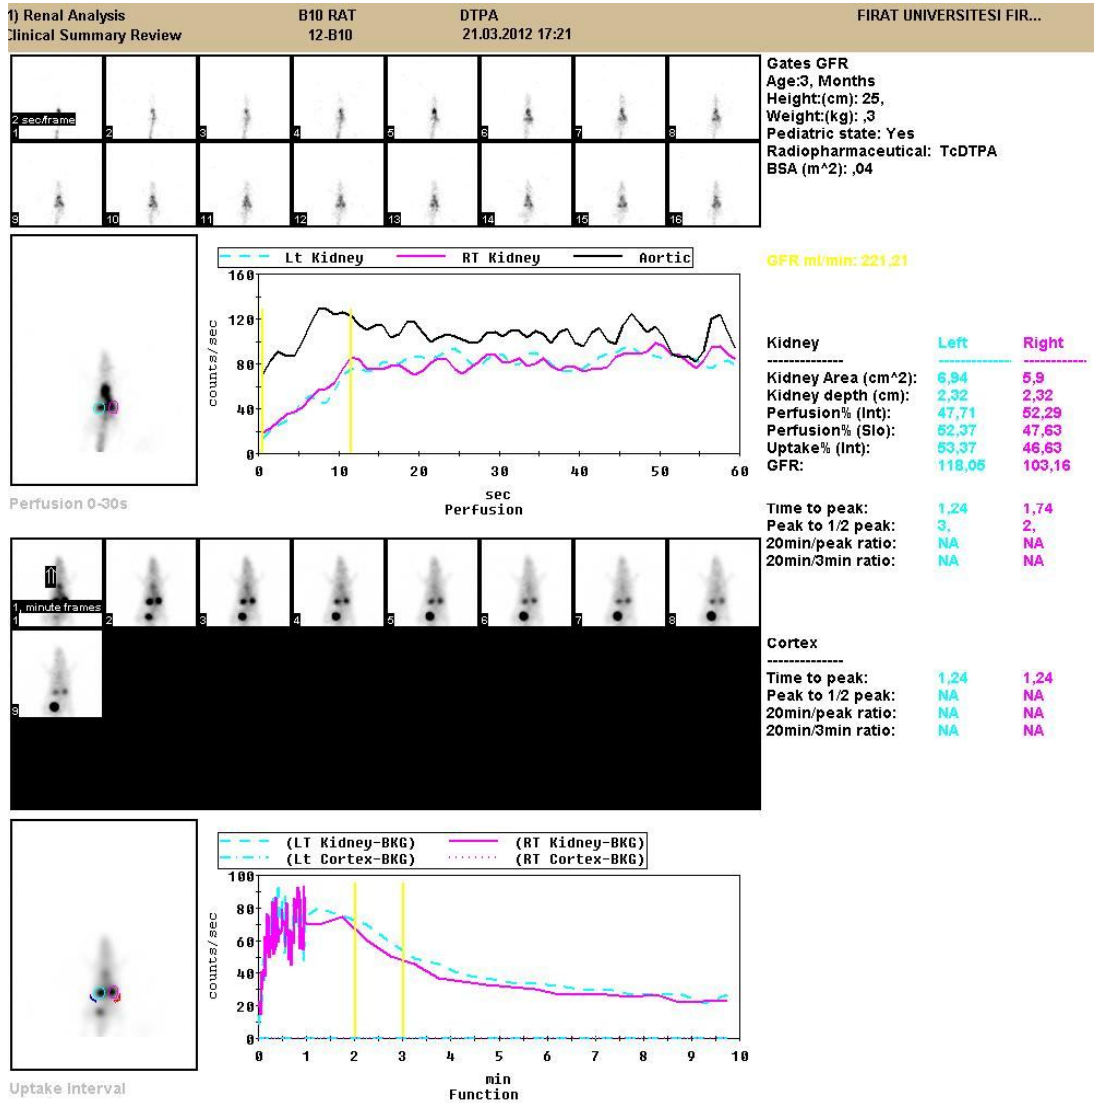 1) Renal Analysis B10 RAT DTPA FIRAT UNIVERSITESI FIR...
Clinical Summary Review 12-B10 21.03.2012 17:21
2 sec/frame
1 2 3 4 5 6 7 8
9 10 11 12 13 14 15 16
Gates GFR
Age:3, Months
Height:(cm): 25,
Weight:(kg): ,3
Pediatric state: Yes
Radiopharmaceutical: TcDTPA
BSA (m^2): ,04
GFR ml/min: 221,21
Lt Kidney RT Kidney Aortic
counts/sec
160
120
80
40
0
0 10 20 30 40 50 60
sec
Perfusion
Perfusion 0-30s
Kidney Left Right
--------------
Kidney Area (cm^2): 6,94 5,9
Kidney depth (cm): 2,32 2,32
Perfusion% (Int): 47,71 52,29
Perfusion% (Slo): 52,37 47,63
Uptake% (Int): 53,37 46,63
GFR: 118,05 103,16
Time to peak: 1,24 1,74
Peak to 1/2 peak: 3, 2,
20min/peak ratio: NA NA
20min/3min ratio: NA NA
1, minute frames
1 2 3 4 5 6 7 8
9
Cortex
--------------
Time to peak: 1,24 1,24
Peak to 1/2 peak: NA NA
20min/peak ratio: NA NA
20min/3min ratio: NA NA
(LT Kidney-BKG) (RT Kidney-BKG)
(Lt Cortex-BKG) (RT Cortex-BKG)
counts/sec
100
80
60
40
20
0
0 1 2 3 4 5 6 7 8 9 10
min
Function
Uptake Interval